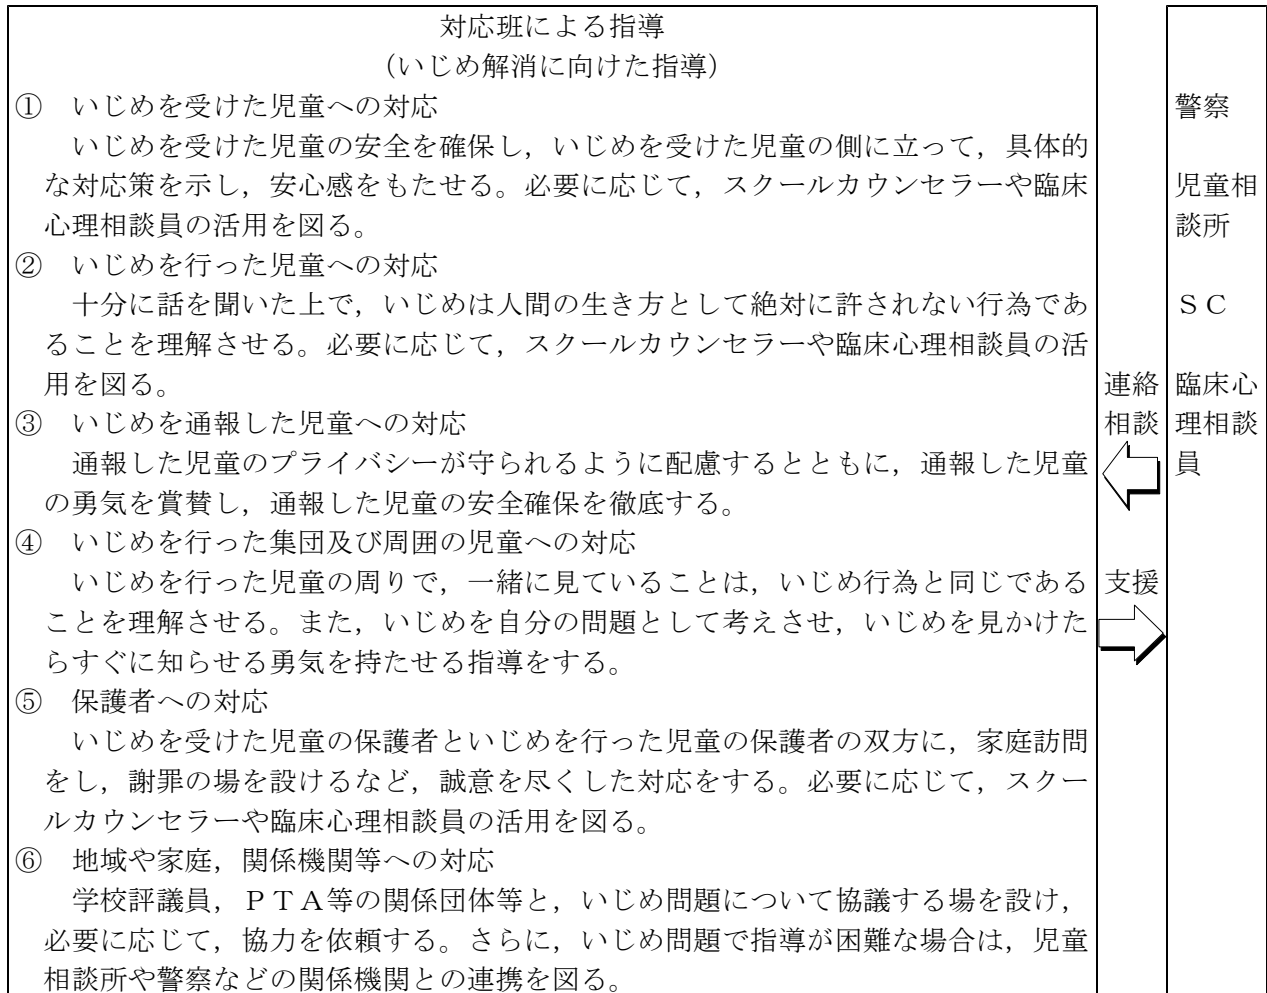 対応班による指導
(いじめ解消に向けた指導)
① いじめを受けた児童への対応
いじめを受けた児童の安全を確保し,いじめを受けた児童の側に立って,具体的
な対応策を示し,安心感をもたせる。必要に応じて,スクールカウンセラーや臨床
心理相談員の活用を図る。
② いじめを行った児童への対応
十分に話を聞いた上で,いじめは人間の生き方として絶対に許されない行為であ
ることを理解させる。必要に応じて,スクールカウンセラーや臨床心理相談員の活
用を図る。
③ いじめを通報した児童への対応
通報した児童のプライバシーが守られるように配慮するとともに,通報した児童
の勇気を賞賛し,通報した児童の安全確保を徹底する。
④ いじめを行った集団及び周囲の児童への対応
いじめを行った児童の周りで,一緒に見ていることは,いじめ行為と同じである
ことを理解させる。また,いじめを自分の問題として考えさせ,いじめを見かけた
らすぐに知らせる勇気を持たせる指導をする。
⑤ 保護者への対応
いじめを受けた児童の保護者といじめを行った児童の保護者の双方に,家庭訪問
をし,謝罪の場を設けるなど,誠意を尽くした対応をする。必要に応じて,スクー
ルカウンセラーや臨床心理相談員の活用を図る。
⑥ 地域や家庭,関係機関等への対応
学校評議員,PTA等の関係団体等と,いじめ問題について協議する場を設け,
必要に応じて,協力を依頼する。さらに,いじめ問題で指導が困難な場合は,児童
相談所や警察などの関係機関との連携を図る。
連絡
相談
支援
警察
児童相
談所
SC
臨床心
理相談
員